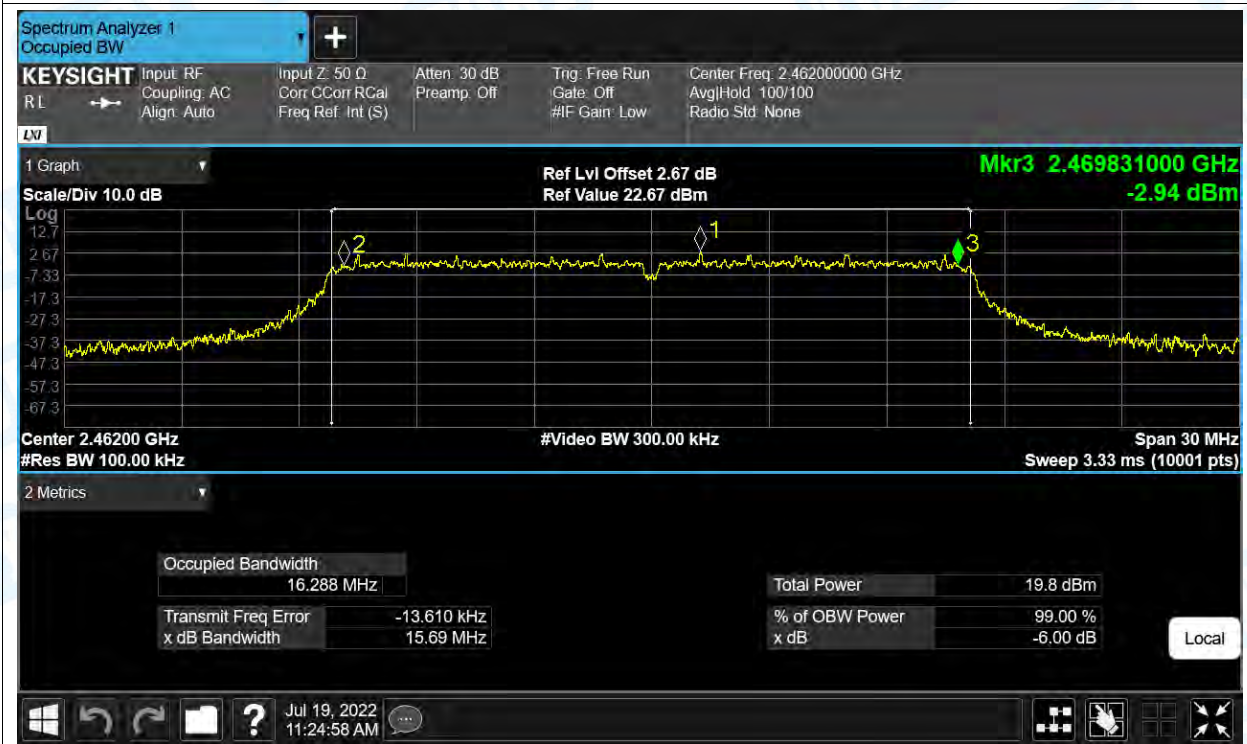 Spectrum Analyzer 1
Occupied BW
+
KEYSIGHT
RL
LXI
Input: RF
Coupling: AC
Align: Auto
Input Z: 50 Ω
Corr CCorr RCal
Freq Ref: Int (S)
Atten: 30 dB
Preamp: Off
Trig: Free Run
Gate: Off
#IF Gain: Low
Center Freq: 2.462000000 GHz
Avg|Hold: 100/100
Radio Std: None
1 Graph
Scale/Div 10.0 dB
Ref Lvl Offset 2.67 dB
Ref Value 22.67 dBm
Mkr3 2.469831000 GHz
-2.94 dBm
Log
12.7
2.67
-7.33
-17.3
-27.3
-37.3
-47.3
-57.3
-67.3
2
1
3
Center 2.46200 GHz
#Res BW 100.00 kHz
#Video BW 300.00 kHz
Span 30 MHz
Sweep 3.33 ms (10001 pts)
2 Metrics
Occupied Bandwidth
16.288 MHz
Transmit Freq Error -13.610 kHz
x dB Bandwidth 15.69 MHz
Total Power 19.8 dBm
% of OBW Power 99.00 %
x dB -6.00 dB
Local
?
Jul 19, 2022
11:24:58 AM